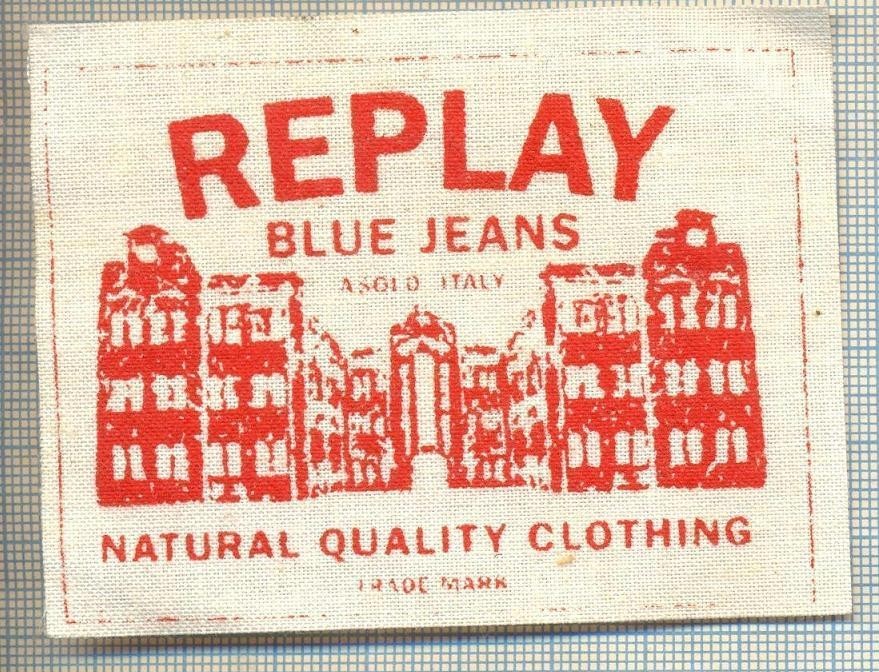 REPLAY
BLUE JEANS
ASOLO ITALY
NATURAL QUALITY CLOTHING
TRADE MARK